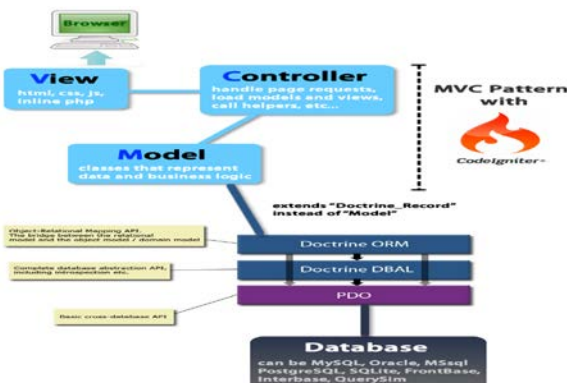 Browser
View
html, css, js,
inline php
Controller
handle page requests,
load models and views,
call helpers, etc...
MVC Pattern
with
CodeIgniter
Model
classes that represent
data and business logic
extends "Doctrine_Record"
instead of "Model"
Object-Relational Mapping API.
The bridge between the relational
model and the object model / domain model
Doctrine ORM
Complete database abstraction API,
including introspection etc.
Doctrine DBAL
PDO
Basic cross-database API
Database
can be MySQL, Oracle, MSsql
PostgreSQL, SQLite, FrontBase,
Interbase, QuerySim